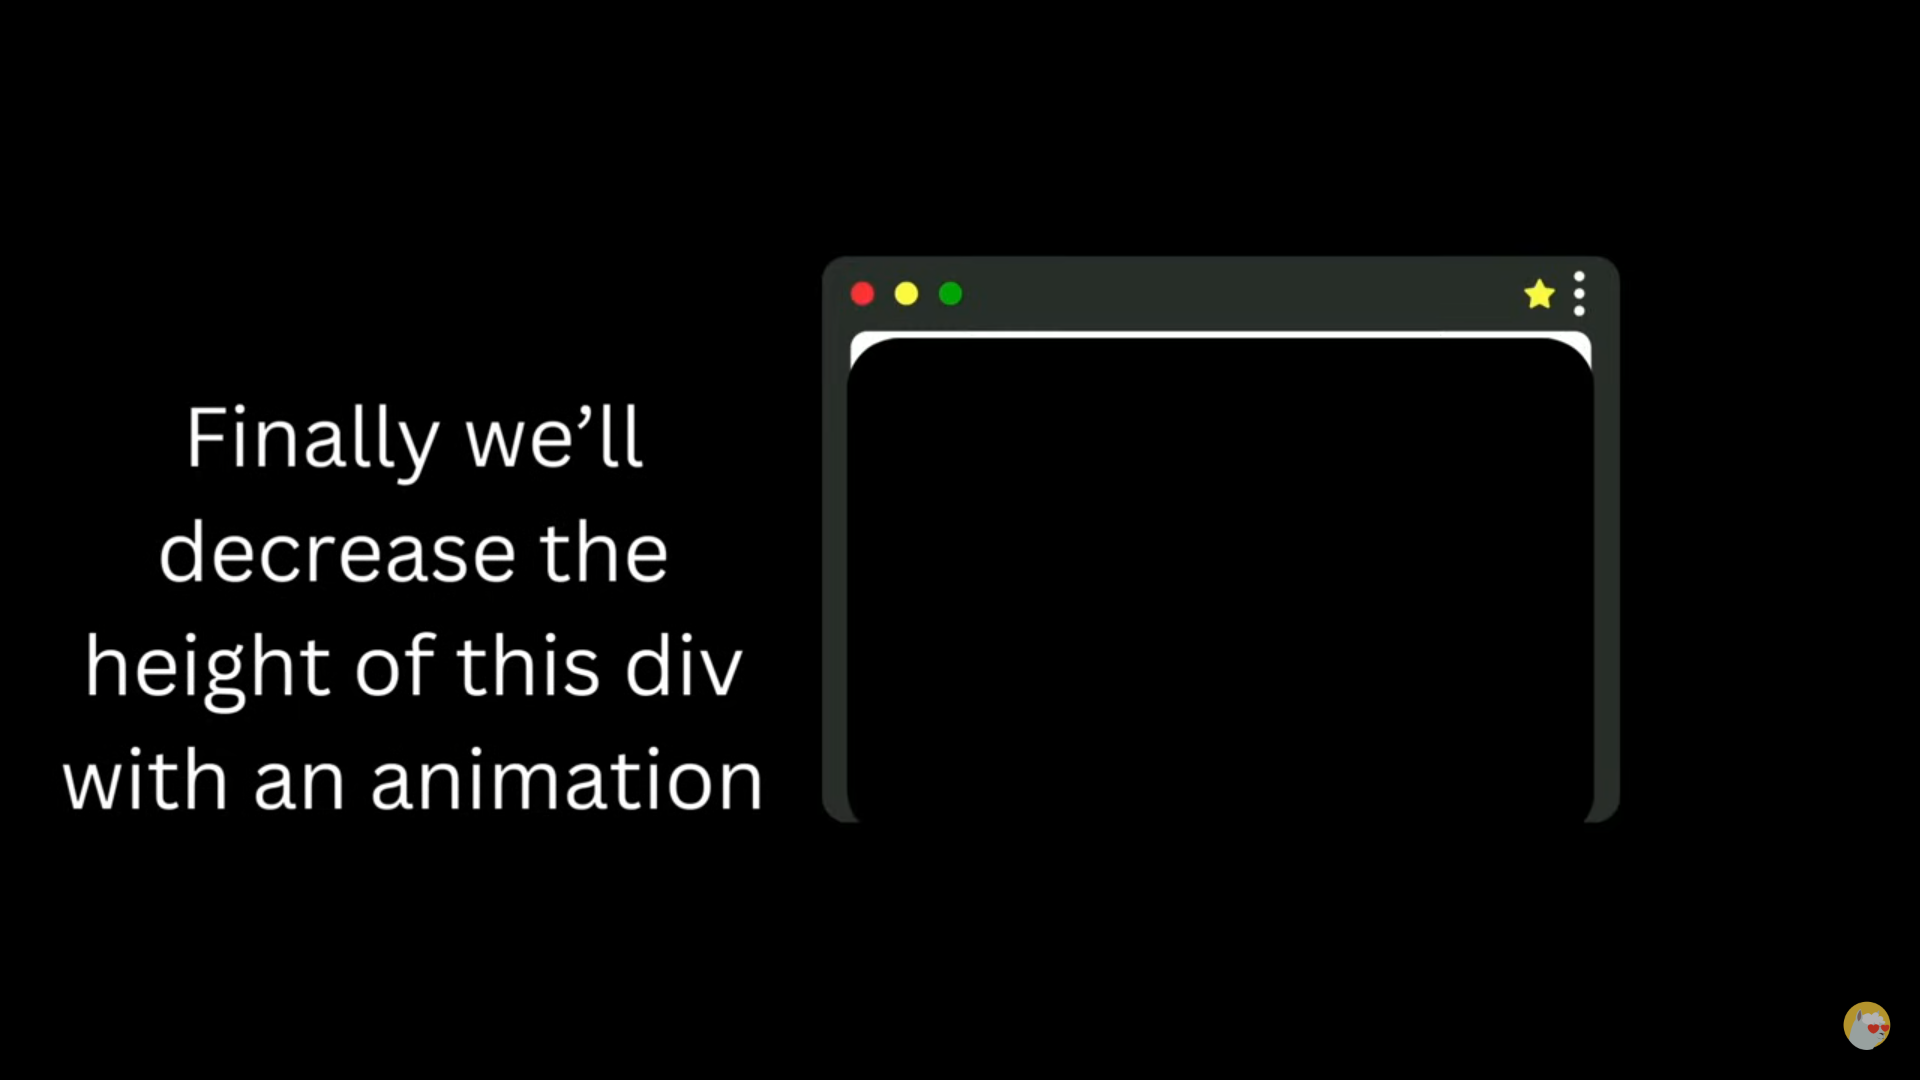 Finally we’ll
decrease the
height of this div
with an animation